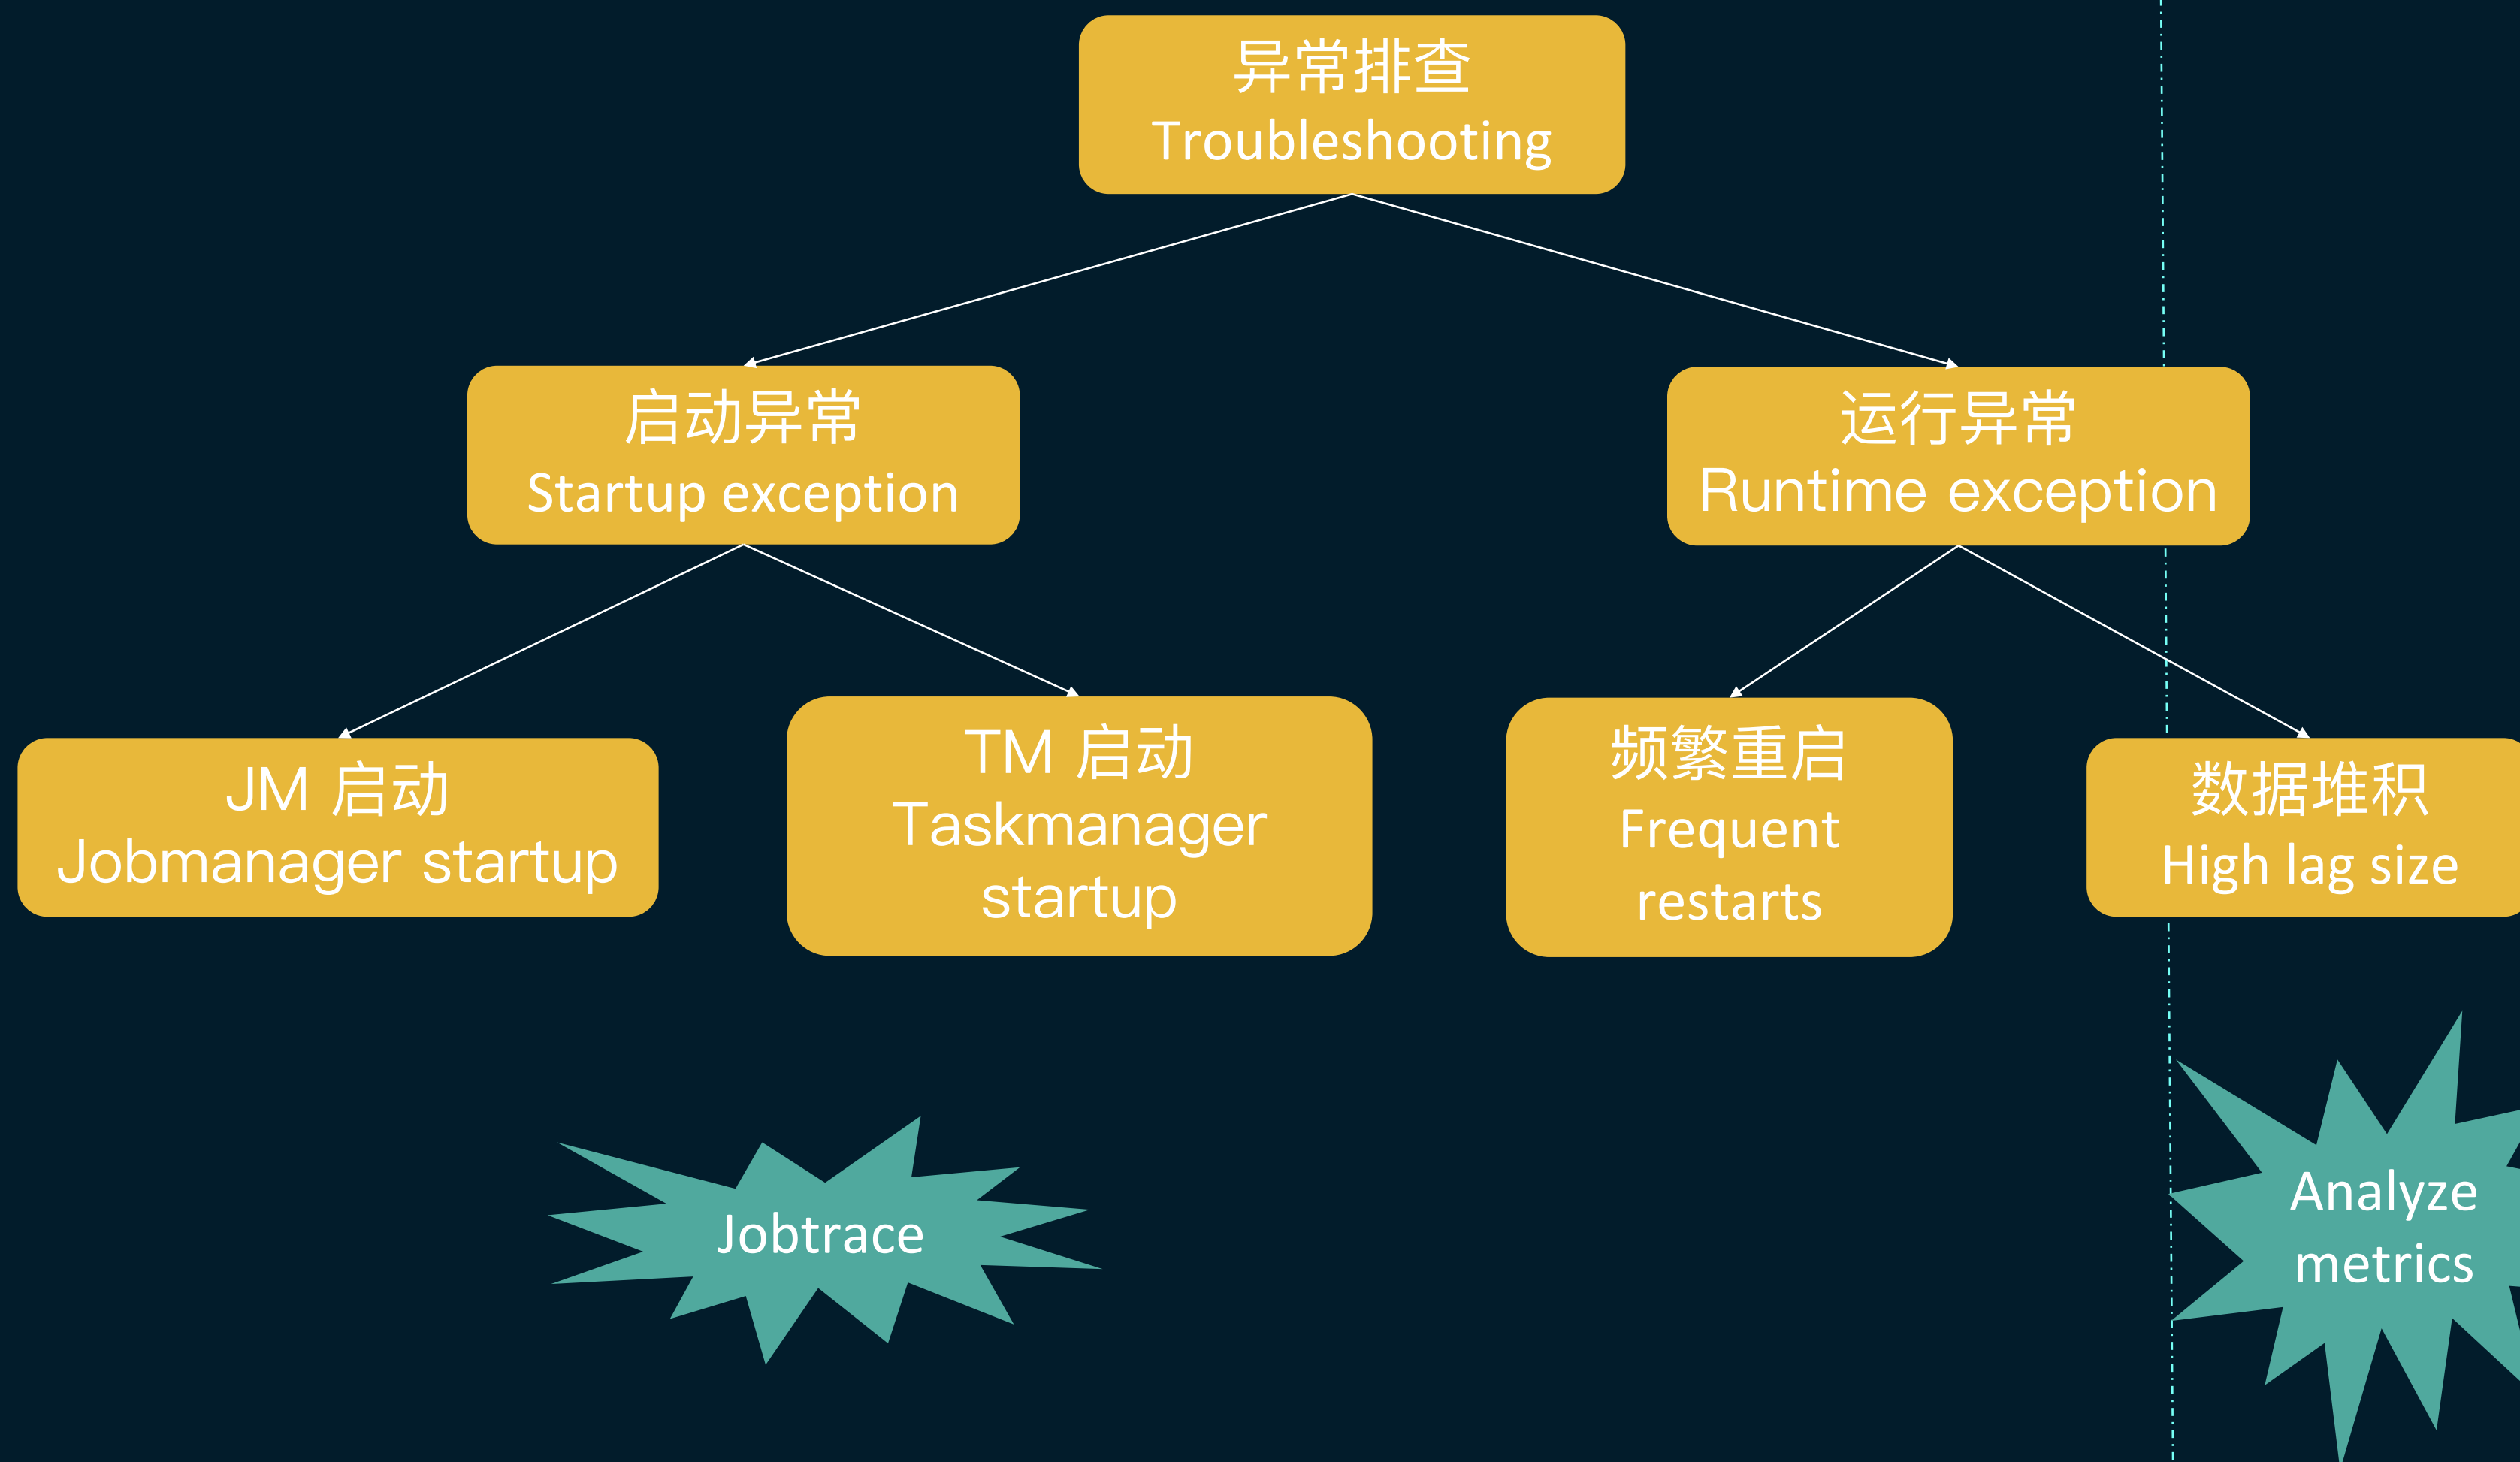 异常排查
Troubleshooting
启动异常
Startup exception
运行异常
Runtime exception
JM 启动
Jobmanager startup
TM 启动
Taskmanager
startup
频繁重启
Frequent
restarts
数据堆积
High lag size
Jobtrace
Analyze
metrics